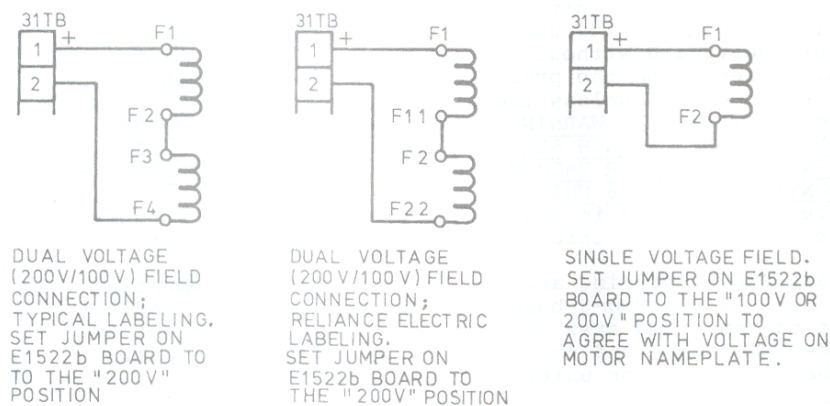 31TB
1
+
2
F1
F2
F3
F4
DUAL VOLTAGE
(200V/100V) FIELD
CONNECTION;
TYPICAL LABELING.
SET JUMPER ON
E1522b BOARD TO
TO THE "200V"
POSITION
31TB
1
+
2
F1
F11
F2
F22
DUAL VOLTAGE
(200V/100V) FIELD
CONNECTION;
RELIANCE ELECTRIC
LABELING.
SET JUMPER ON
E1522b BOARD TO
THE "200V" POSITION
31TB
1
+
2
F1
F2
SINGLE VOLTAGE FIELD.
SET JUMPER ON E1522b
BOARD TO THE "100V OR
200V" POSITION TO
AGREE WITH VOLTAGE ON
MOTOR NAMEPLATE.